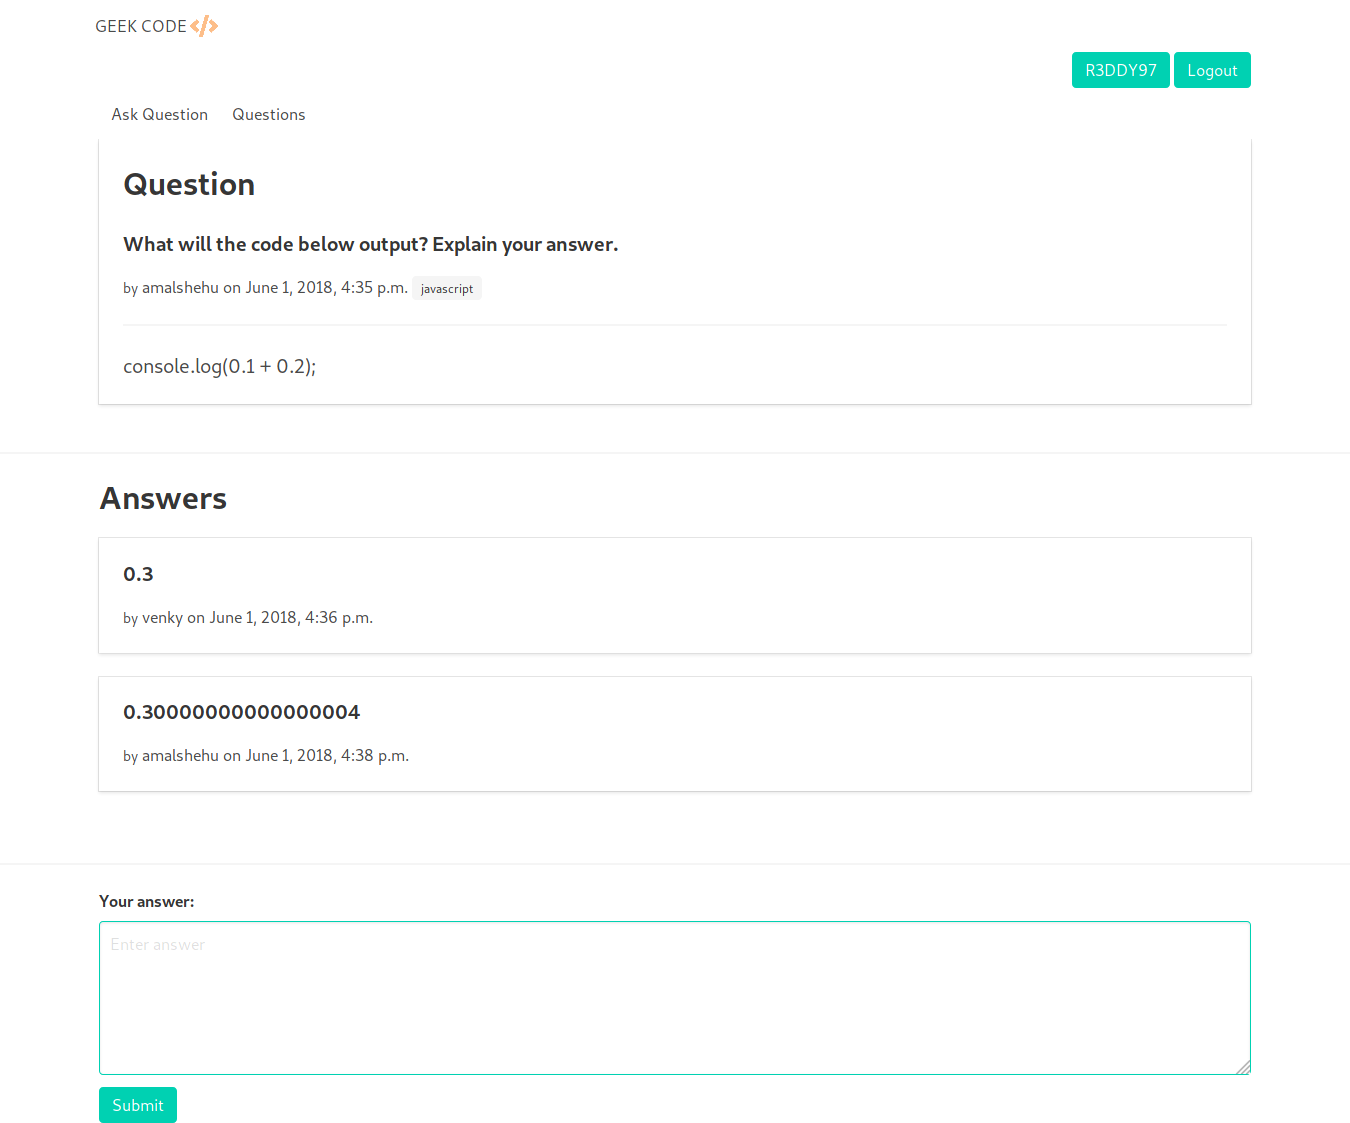 GEEK CODE
R3DDY97 Logout
Ask Question Questions
Question
What will the code below output? Explain your answer.
by amalshehu on June 1, 2018, 4:35 p.m. javascript
console.log(0.1 + 0.2);
Answers
0.3
by venky on June 1, 2018, 4:36 p.m.
0.30000000000000004
by amalshehu on June 1, 2018, 4:38 p.m.
Your answer:
Enter answer
Submit